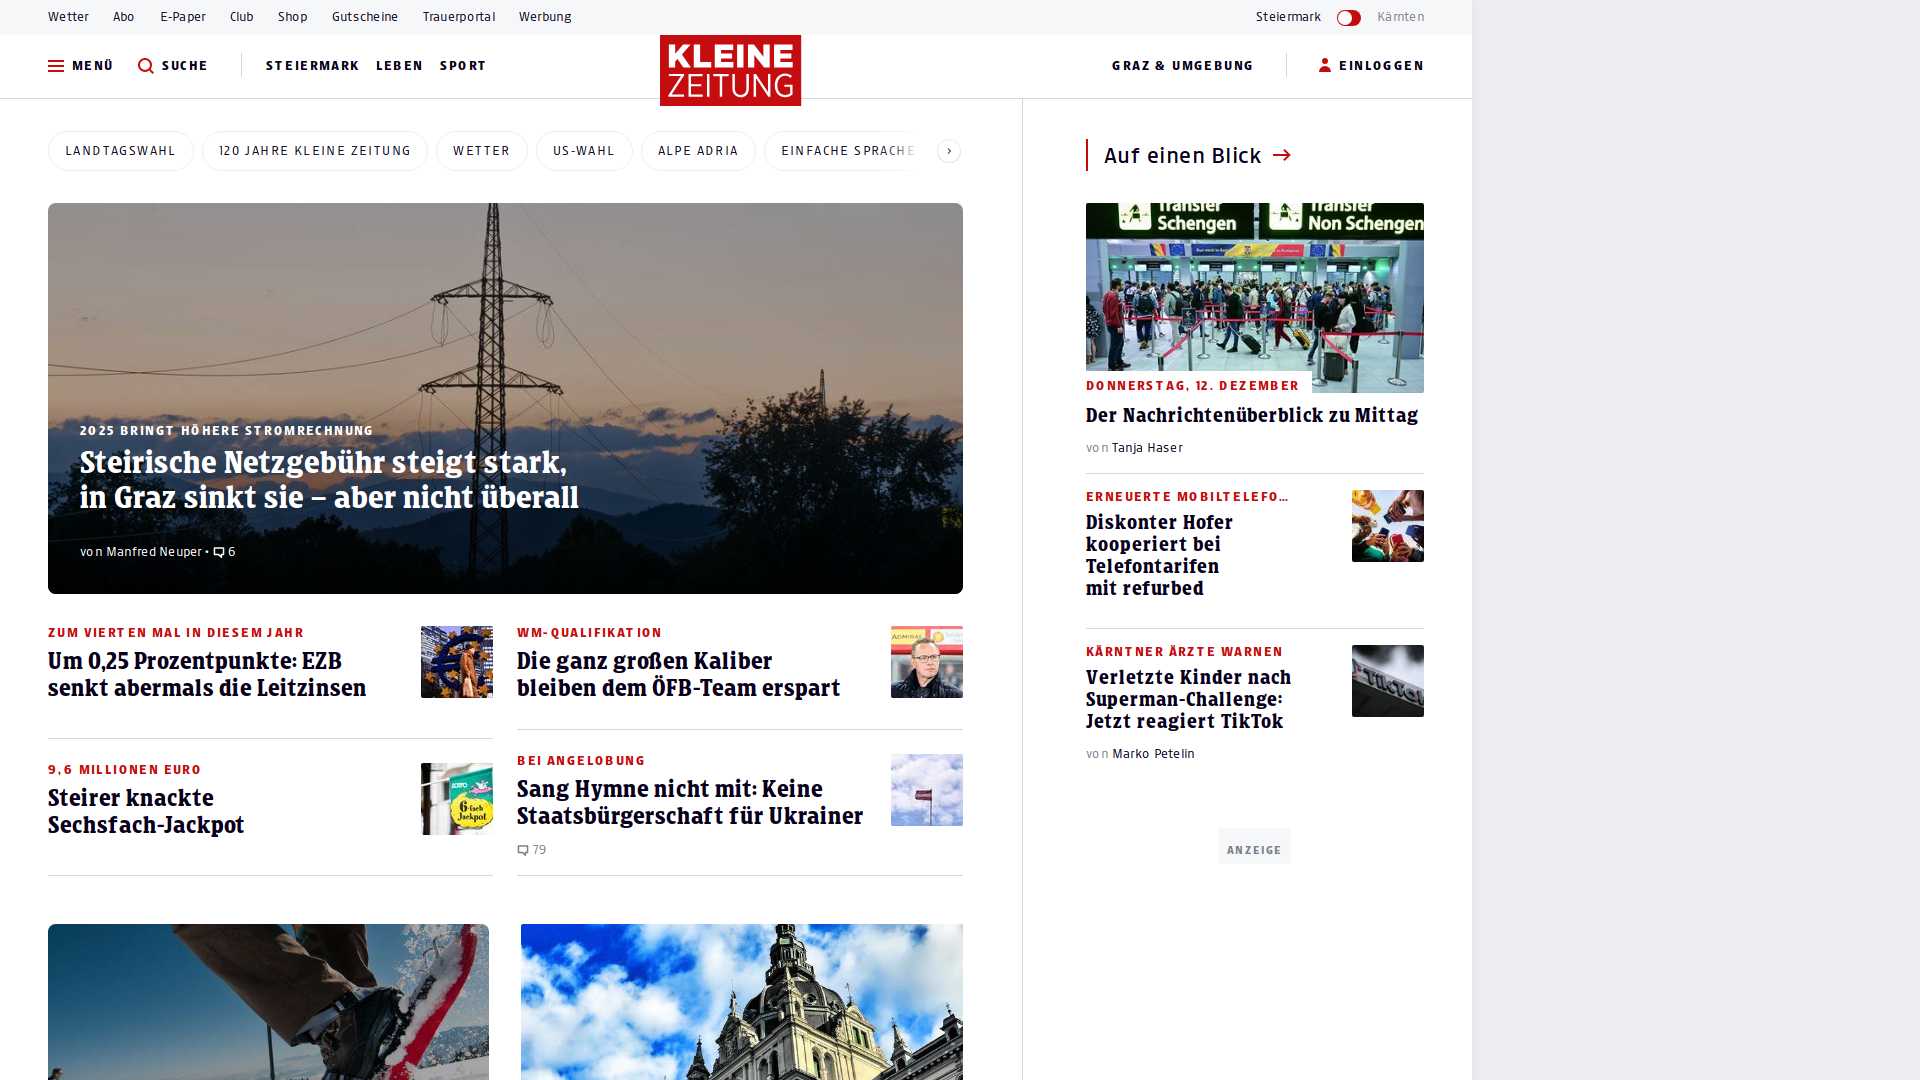 Wetter Abo E-Paper Club Shop Gutscheine Trauerportal Werbung Steiermark Kärnten
MENÜ SUCHE STEIERMARK LEBEN SPORT KLEINE ZEITUNG GRAZ & UMGEBUNG EINLOGGEN
LANDTAGSWAHL 120 JAHRE KLEINE ZEITUNG WETTER US-WAHL ALPE ADRIA EINFACHE SPRACHE
2025 BRINGT HÖHERE STROMRECHNUNG
Steirische Netzgebühr steigt stark,
in Graz sinkt sie – aber nicht überall
von Manfred Neuper • 6
ZUM VIERTEN MAL IN DIESEM JAHR
Um 0,25 Prozentpunkte: EZB
senkt abermals die Leitzinsen
9,6 MILLIONEN EURO
Steirer knackte
Sechsfach-Jackpot
6-fach
Jackpot
WM-QUALIFIKATION
Die ganz großen Kaliber
bleiben dem ÖFB-Team erspart
ADMIRAL
BEI ANGELOBUNG
Sang Hymne nicht mit: Keine
Staatsbürgerschaft für Ukrainer
79
Auf einen Blick
Transfer Schengen
Transfer Non Schengen
DONNERSTAG, 12. DEZEMBER
Der Nachrichtenüberblick zu Mittag
von Tanja Haser
ERNEUERTE MOBILTELEFO…
Diskonter Hofer
kooperiert bei
Telefontarifen
mit refurbed
KÄRNTNER ÄRZTE WARNEN
Verletzte Kinder nach
Superman-Challenge:
Jetzt reagiert TikTok
TikTok
von Marko Petelin
ANZEIGE